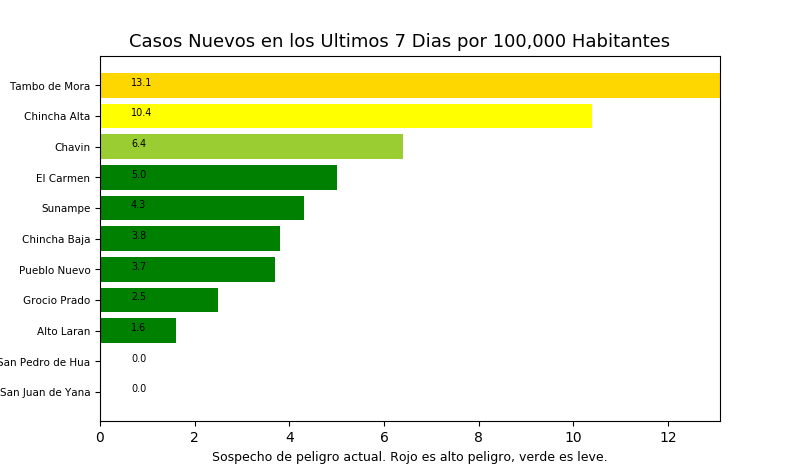 Casos Nuevos en los Ultimos 7 Dias por 100,000 Habitantes
Tambo de Mora 13.1
Chincha Alta 10.4
Chavin 6.4
El Carmen 5.0
Sunampe 4.3
Chincha Baja 3.8
Pueblo Nuevo 3.7
Grocio Prado 2.5
Alto Laran 1.6
San Pedro de Hua 0.0
San Juan de Yana 0.0
0 2 4 6 8 10 12
Sospecho de peligro actual. Rojo es alto peligro, verde es leve.